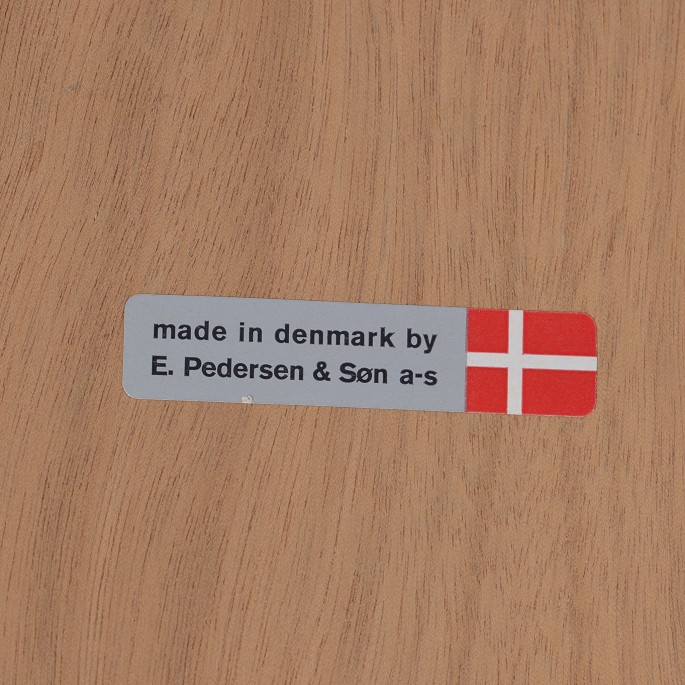 made in denmark by
E. Pedersen & Søn a-s